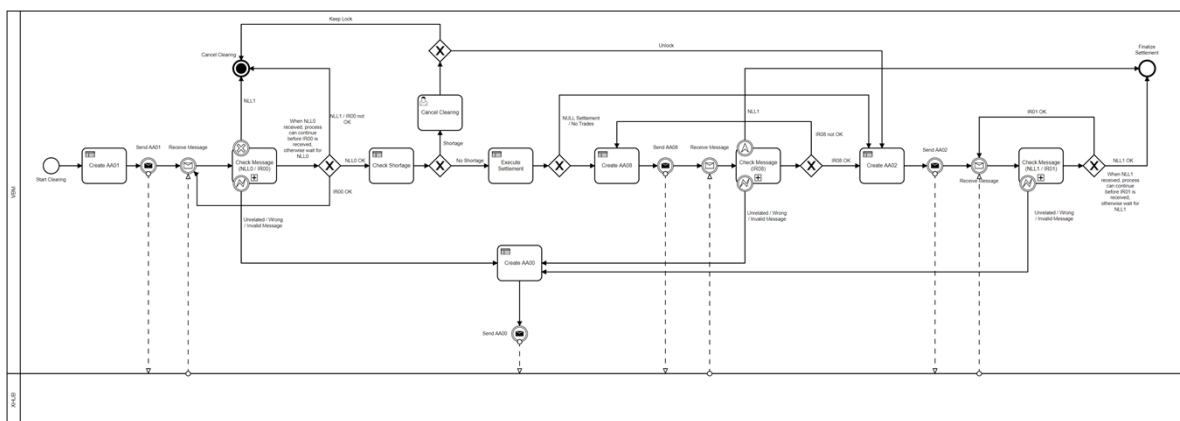 Keep Lock
Cancel Clearing
Unlock
Finalize
Settlement
NLL1
When NLL0
received, process
can continue
before IR00 is
received,
otherwise wait for
NLL0
NLL1 / IR00 not
OK
Cancel Clearing
Shortage
NULL Settlement
/ No Trades
NLL1
IR08 not OK
IR01 OK
Start Clearing
Create AA01
Send AA01
Receive Message
Check Message
(NLL0 / IR00)
NLL0 OK
IR00 OK
Check Shortage
No Shortage
Execute
Settlement
Create AA08
Send AA08
Receive Message
Check Message
(IR08)
IR08 OK
Create AA02
Send AA02
Receive Message
Check Message
(NLL1 / IR01)
NLL1 OK
When NLL1
received, process
can continue
before IR01 is
received,
otherwise wait for
NLL1
Unrelated / Wrong
/ Invalid Message
Unrelated / Wrong
/ Invalid Message
Unrelated / Wrong
/ Invalid Message
Create AA00
Send AA00